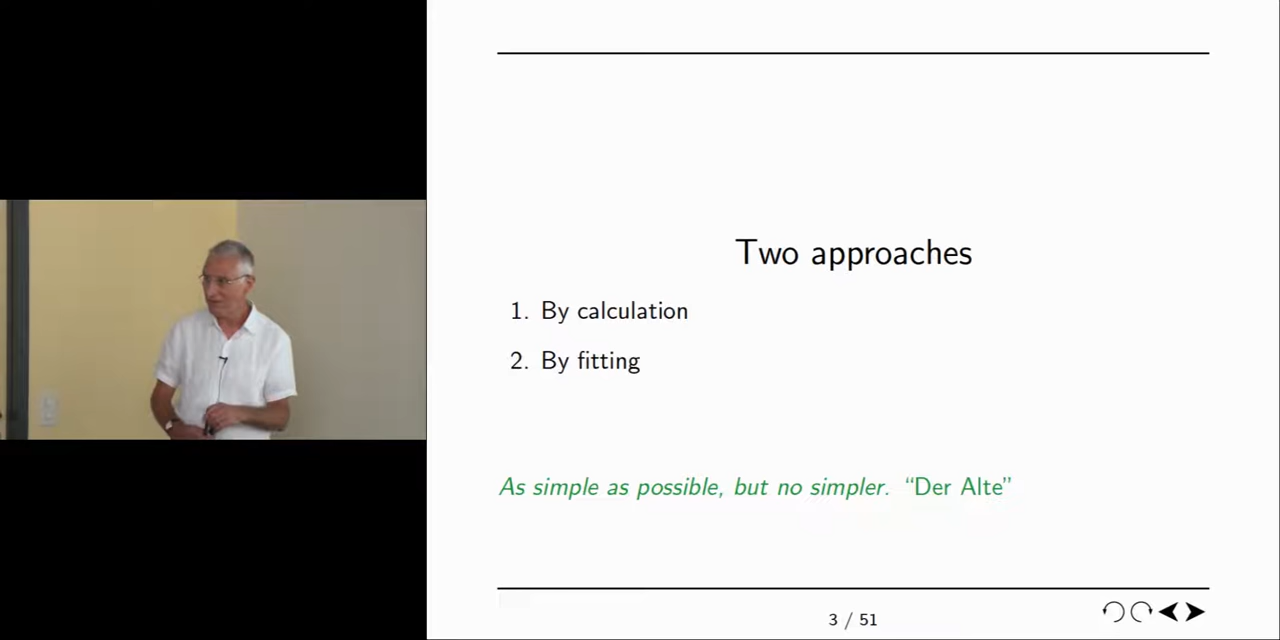 Two approaches
1. By calculation
2. By fitting
As simple as possible, but no simpler. “Der Alte”
3 / 51